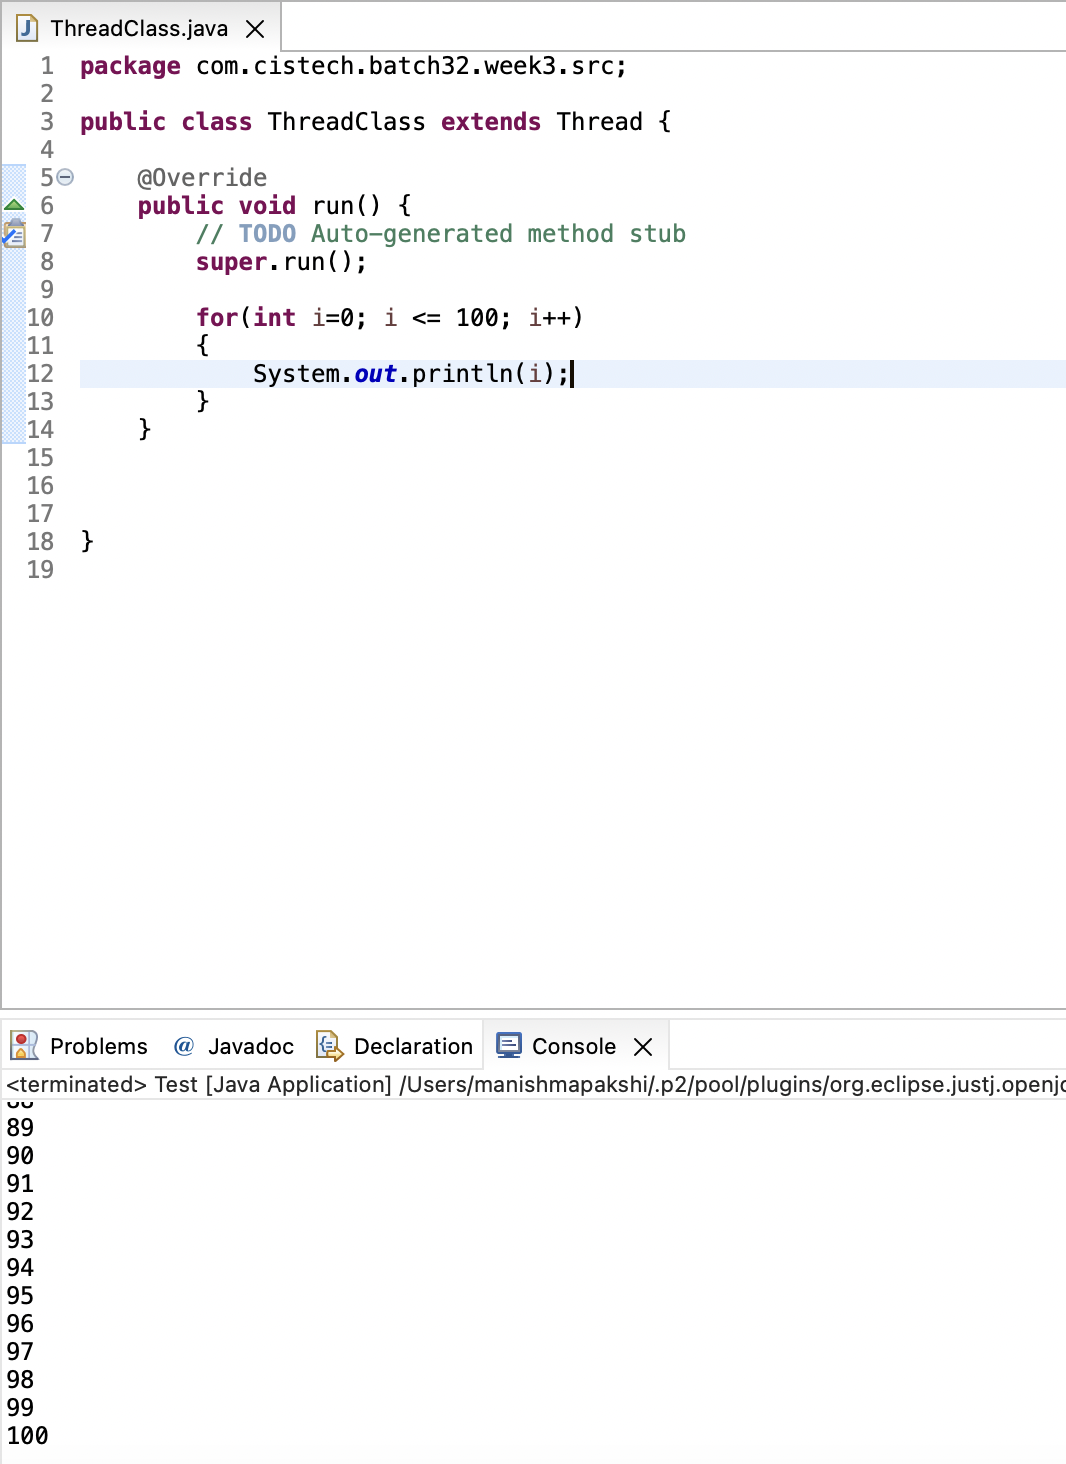 ThreadClass.java
1 package com.cistech.batch32.week3.src;
2
3 public class ThreadClass extends Thread {
4
5 @Override
6 public void run() {
7 // TODO Auto-generated method stub
8 super.run();
9
10 for(int i=0; i <= 100; i++)
11 {
12 System.out.println(i);
13 }
14 }
15
16
17
18 }
19
Problems @ Javadoc Declaration Console
<terminated> Test [Java Application] /Users/manishmapakshi/.p2/pool/plugins/org.eclipse.justj.openjd
89
90
91
92
93
94
95
96
97
98
99
100